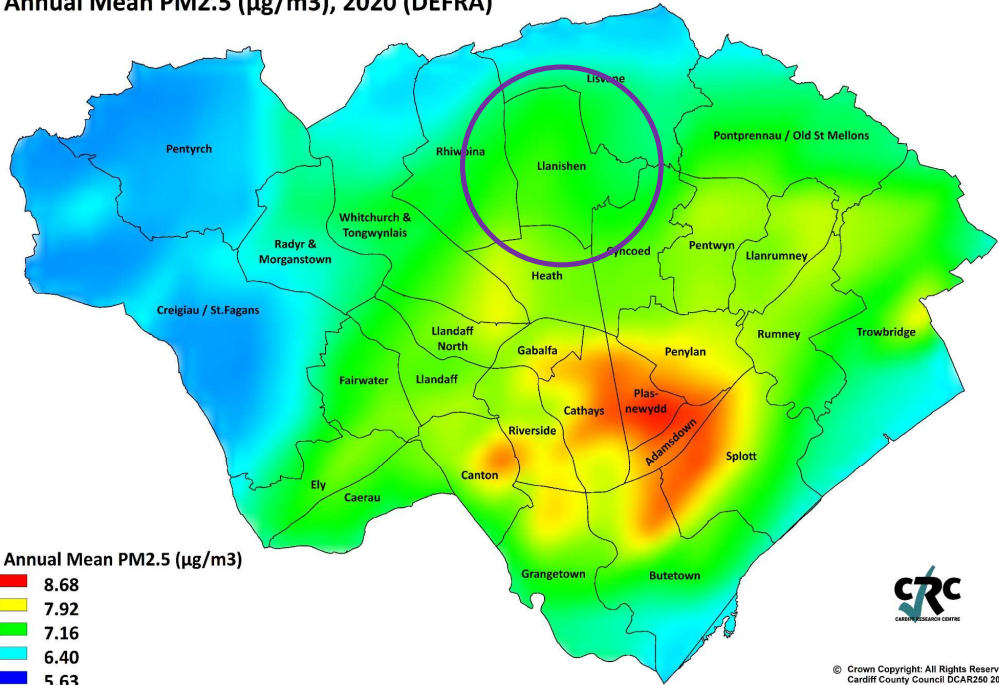 Annual Mean PM2.5 (µg/m3), 2020 (DEFRA)
Lisvane
Pontprennau / Old St Mellons
Pentyrch
Rhiwbina
Llanishen
Whitchurch &
Tongwynlais
Radyr &
Morganstown
Cyncoed
Pentwyn
Llanrumney
Heath
Creigiau / St.Fagans
Llandaff
North
Gabalfa
Penylan
Rumney
Trowbridge
Fairwater
Llandaff
Plas-
newydd
Cathays
Riverside
Adamsdown
Splott
Canton
Ely
Caerau
Grangetown
Butetown
Annual Mean PM2.5 (µg/m3)
8.68
7.92
7.16
6.40
5.63
CRC
CARDIFF RESEARCH CENTRE
© Crown Copyright: All Rights Reserv
Cardiff County Council DCAR250 20